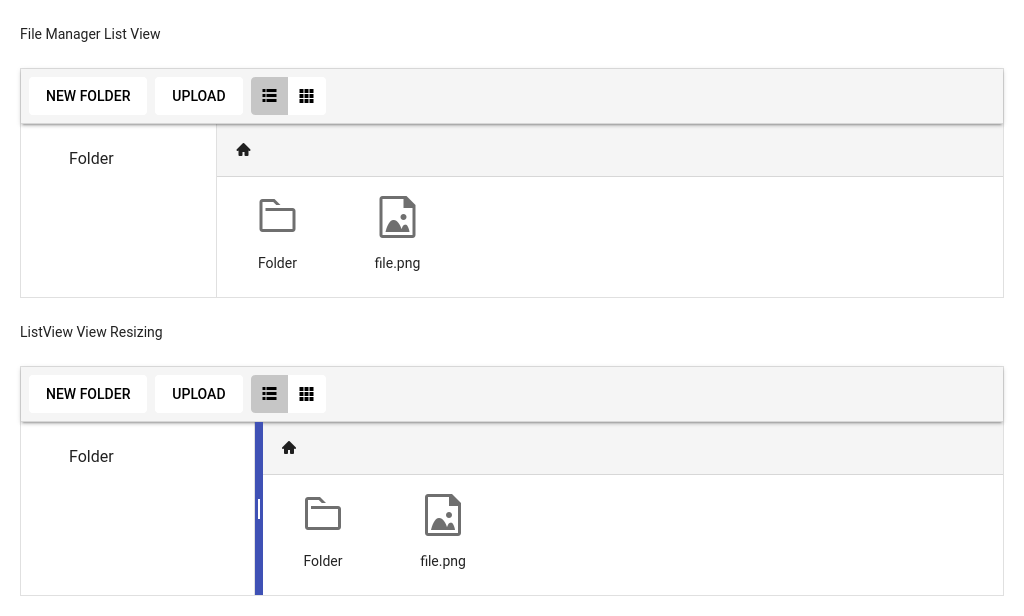 File Manager List View
NEW FOLDER UPLOAD
Folder
Folder file.png
ListView View Resizing
NEW FOLDER UPLOAD
Folder
Folder file.png